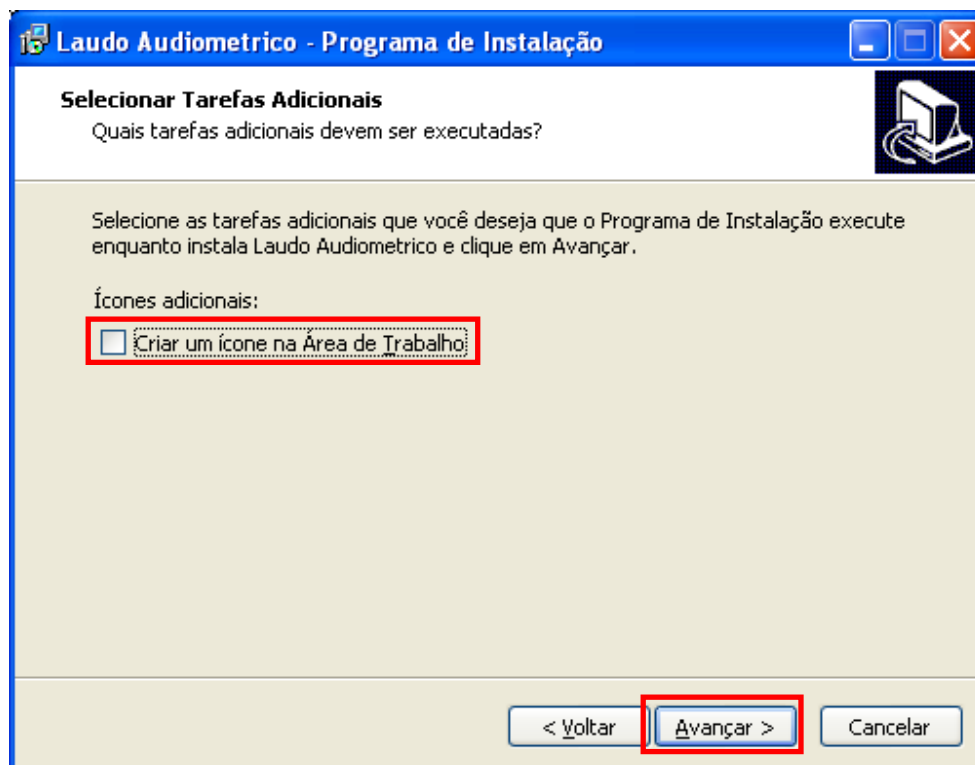 Laudo Audiometrico - Programa de Instalação
Selecionar Tarefas Adicionais
Quais tarefas adicionais devem ser executadas?
Selecione as tarefas adicionais que você deseja que o Programa de Instalação execute
enquanto instala Laudo Audiometrico e clique em Avançar.
Ícones adicionais:
Criar um ícone na Área de Trabalho
< Voltar
Avançar >
Cancelar